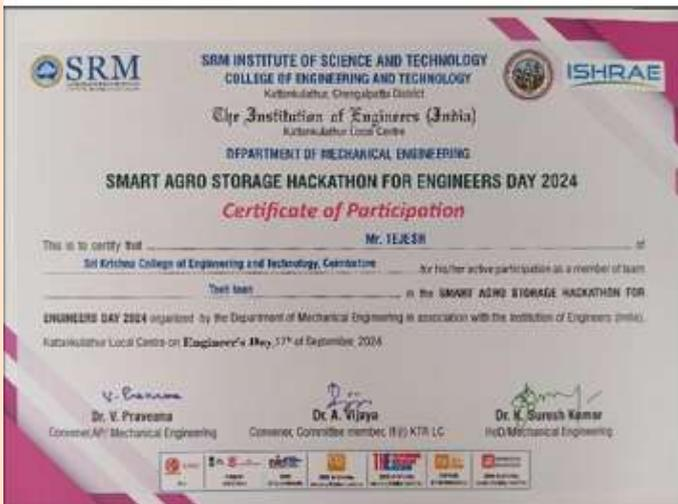 SRM
SRM INSTITUTE OF SCIENCE AND TECHNOLOGY
COLLEGE OF ENGINEERING AND TECHNOLOGY
Kattankulathur, Chengalpattu District
ISHRAE
The Institution of Engineers (India)
Kattankulathur Local Centre
DEPARTMENT OF MECHANICAL ENGINEERING
SMART AGRO STORAGE HACKATHON FOR ENGINEERS DAY 2024
Certificate of Participation
This is to certify that Mr. TEJESH of
Sri Krishna College of Engineering and Technology, Coimbatore for his/her active participation as a member of team
in the SMART AGRO STORAGE HACKATHON FOR
ENGINEERS DAY 2024 organized by the Department of Mechanical Engineering in association with the Institution of Engineers (India),
Kattankulathur Local Centre on Engineer's Day, 17th of September, 2024
Dr. V. Praveena
Convener, AP/ Mechanical Engineering
Dr. A. Vijaya
Convener, Committee member, IE(I) KTR LC
Dr. K. Suresh Kumar
HoD/Mechanical Engineering